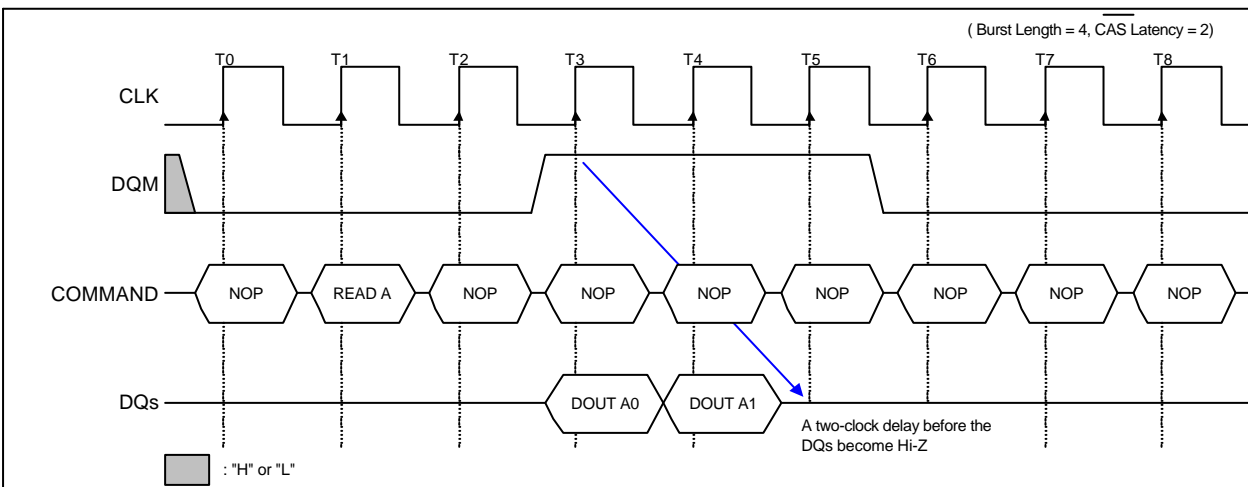 ( Burst Length = 4, CAS Latency = 2)
T0 T1 T2 T3 T4 T5 T6 T7 T8
CLK
DQM
COMMAND NOP READ A NOP NOP NOP NOP NOP NOP NOP
DQs DOUT A0 DOUT A1
A two-clock delay before the
DQs become Hi-Z
: "H" or "L"